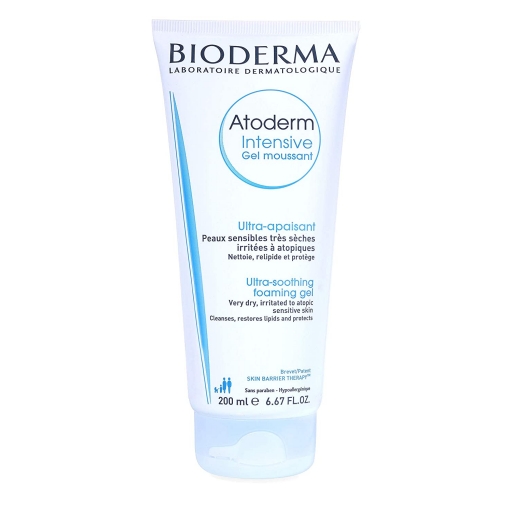 BIODERMA
LABORATOIRE DERMATOLOGIQUE
Atoderm
Intensive
Gel moussant
Ultra-apaisant
Peaux sensibles très sèches
irritées à atopiques
Nettoie, relipide et protège
Ultra-soothing
foaming gel
Very dry, irritated to atopic
sensitive skin
Cleanses, restores lipids and protects
Brevet/Patent
SKIN BARRIER THERAPY™
Sans paraben - Hypoallergénique
200 ml e 6.67 FL.OZ.